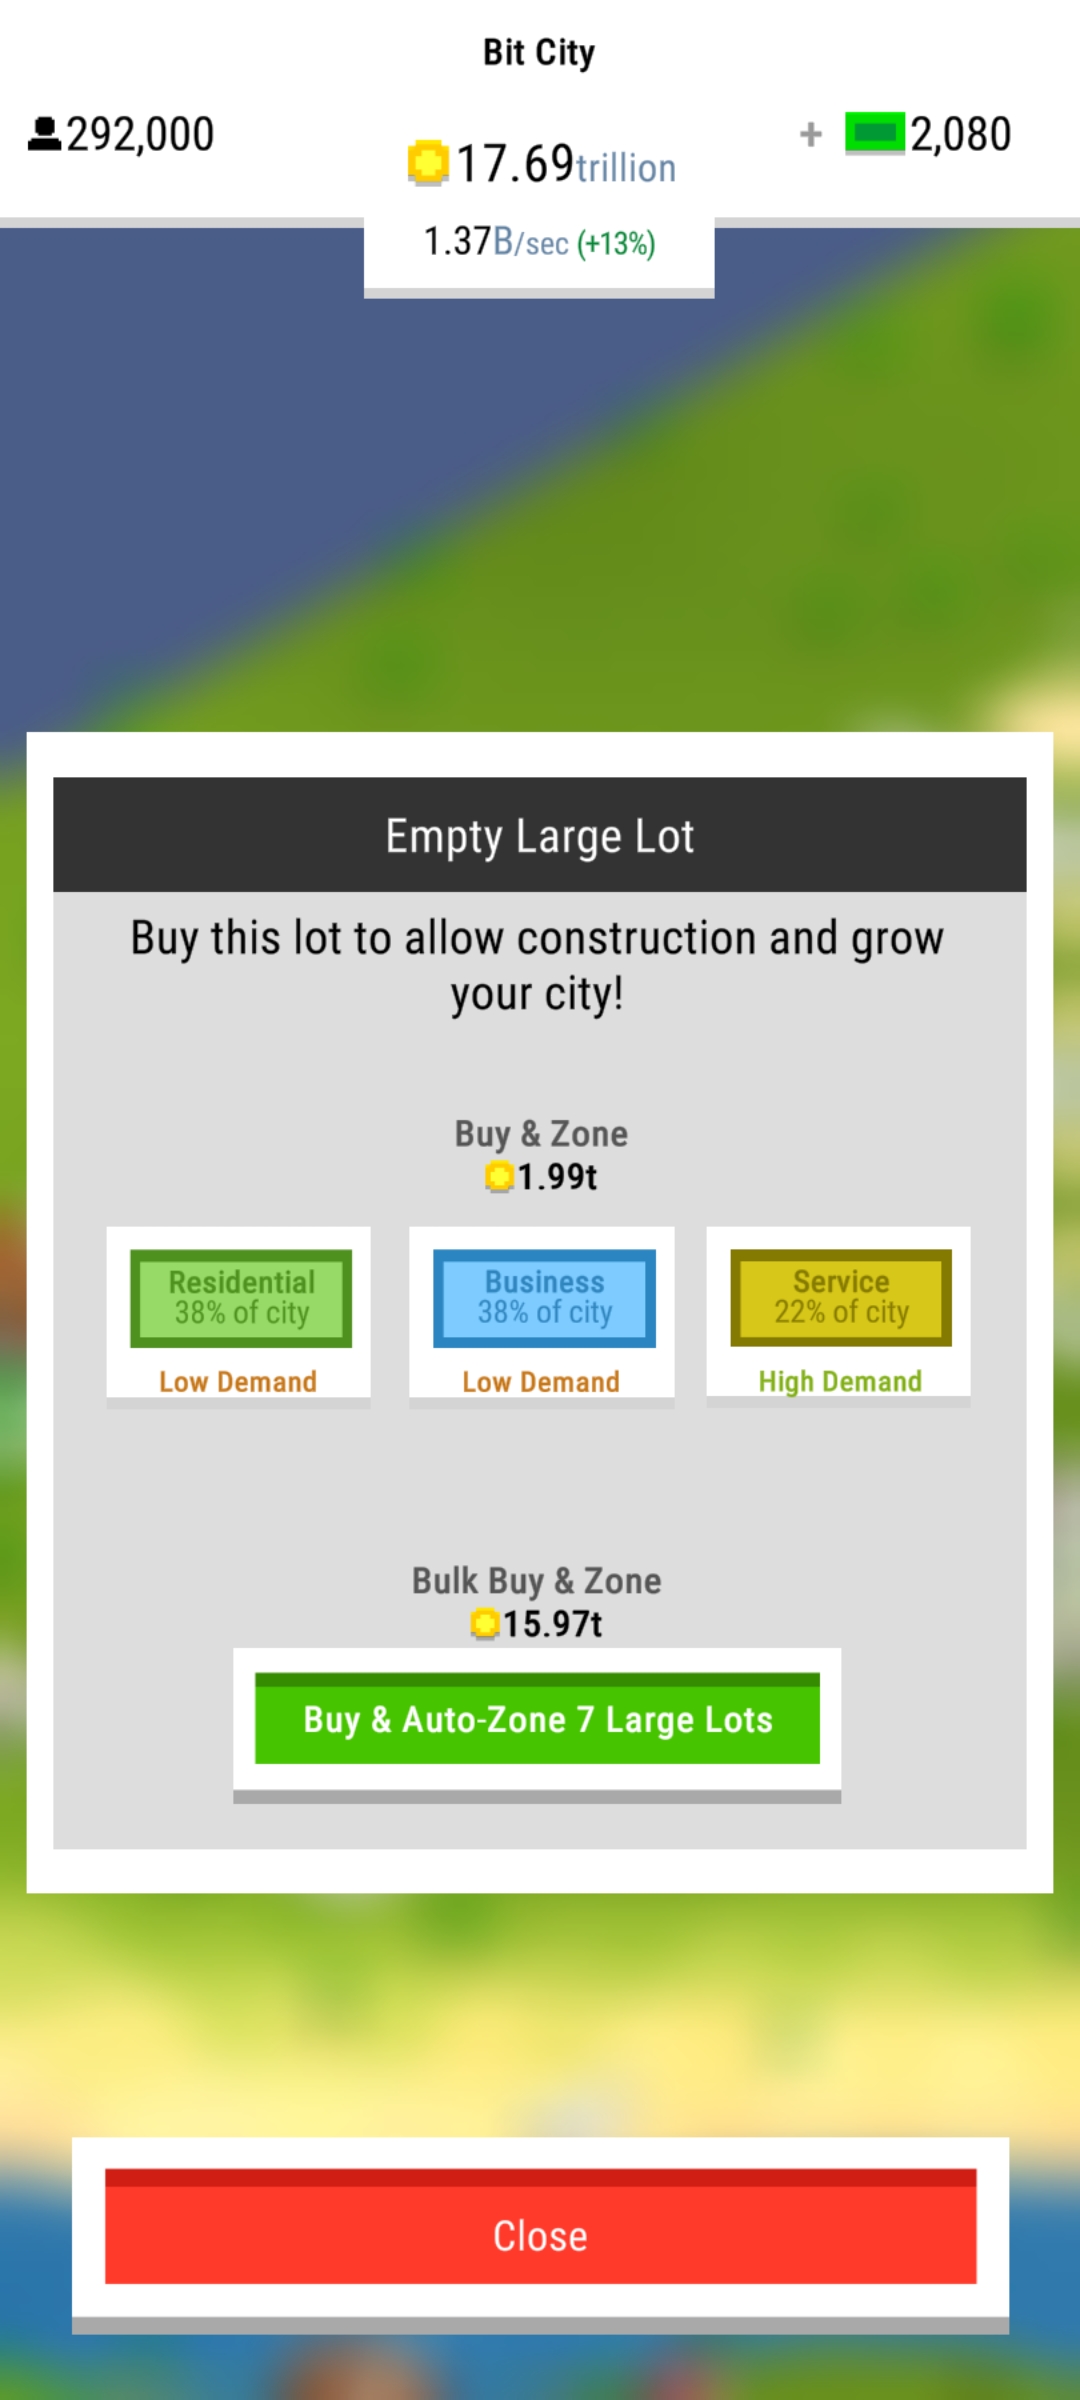 Bit City
292,000
17.69trillion
+ 2,080
1.37B/sec (+13%)
Empty Large Lot
Buy this lot to allow construction and grow
your city!
Buy & Zone
1.99t
Residential
38% of city
Low Demand
Business
38% of city
Low Demand
Service
22% of city
High Demand
Bulk Buy & Zone
15.97t
Buy & Auto-Zone 7 Large Lots
Close